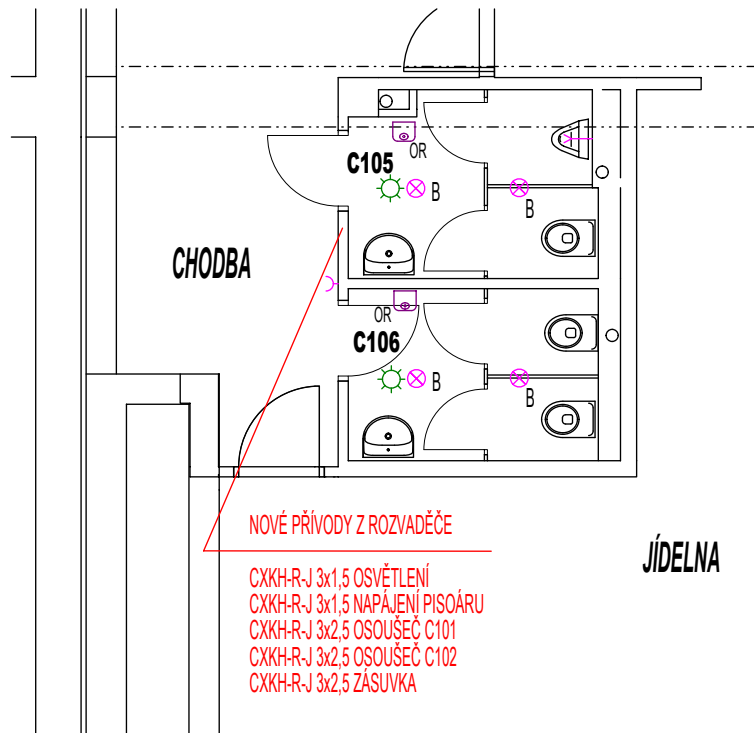 OR
C105
B
B
CHODBA
OR
C106
B
B
NOVÉ PŘÍVODY Z ROZVADĚČE
JÍDELNA
CXKH-R-J 3x1,5 OSVĚTLENÍ
CXKH-R-J 3x1,5 NAPÁJENÍ PISOÁRU
CXKH-R-J 3x2,5 OSOUŠEČ C101
CXKH-R-J 3x2,5 OSOUŠEČ C102
CXKH-R-J 3x2,5 ZÁSUVKA